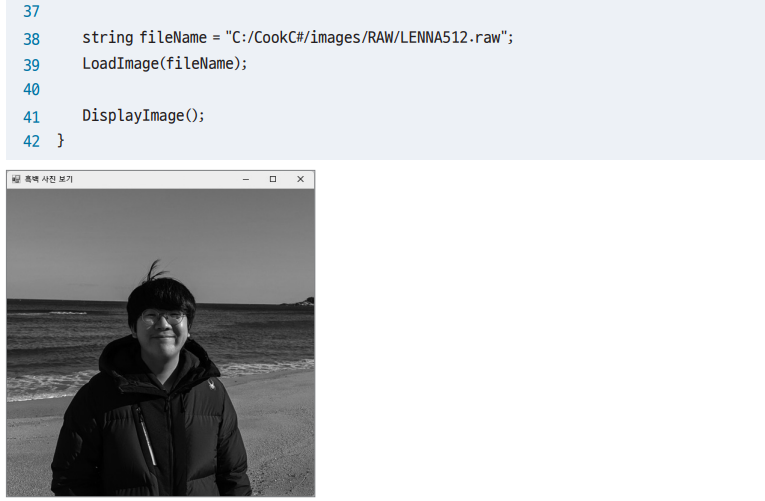 37
38 string fileName = "C:/CookC#/images/RAW/LENNA512.raw";
39 LoadImage(fileName);
40
41 DisplayImage();
42 }
흑백 사진 보기